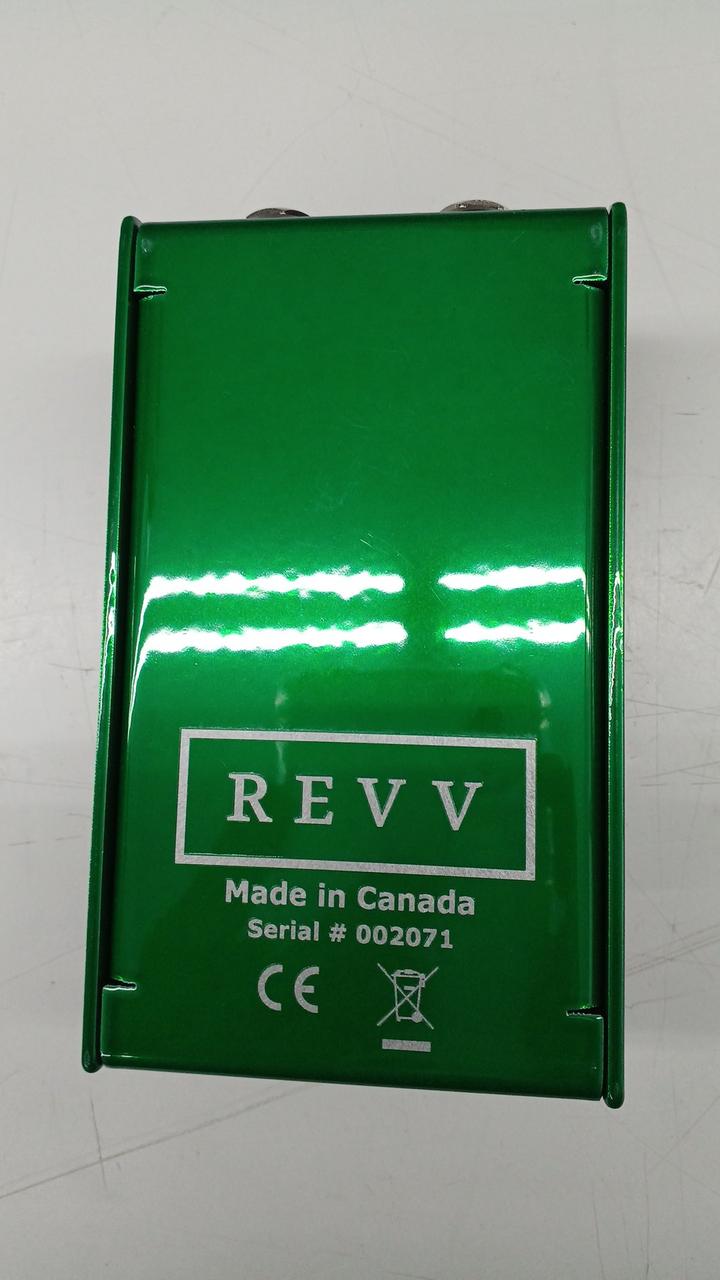 REVV
Made in Canada
Serial # 002071
CE